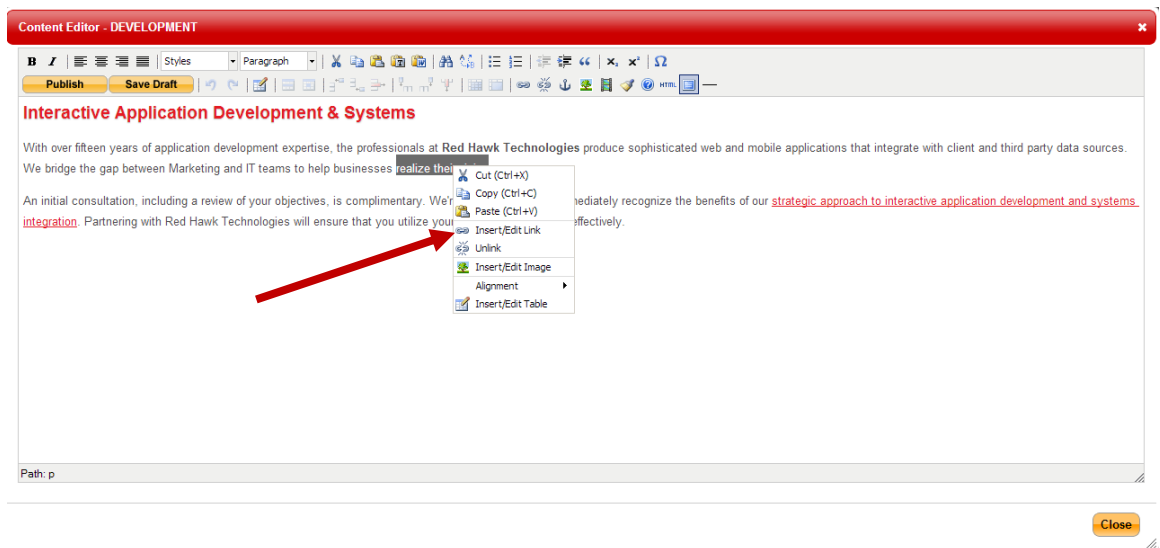 Content Editor - DEVELOPMENT
B I Styles Paragraph “ x, x² Ω
Publish Save Draft HTML
Interactive Application Development & Systems
With over fifteen years of application development expertise, the professionals at Red Hawk Technologies produce sophisticated web and mobile applications that integrate with client and third party data sources.
We bridge the gap between Marketing and IT teams to help businesses realize their
An initial consultation, including a review of your objectives, is complimentary. We're recognize the benefits of our strategic approach to interactive application development and systems
integration. Partnering with Red Hawk Technologies will ensure that you utilize effectively.
Cut (Ctrl+X)
Copy (Ctrl+C)
Paste (Ctrl+V)
Insert/Edit Link
Unlink
Insert/Edit Image
Alignment
Insert/Edit Table
Path: p
Close